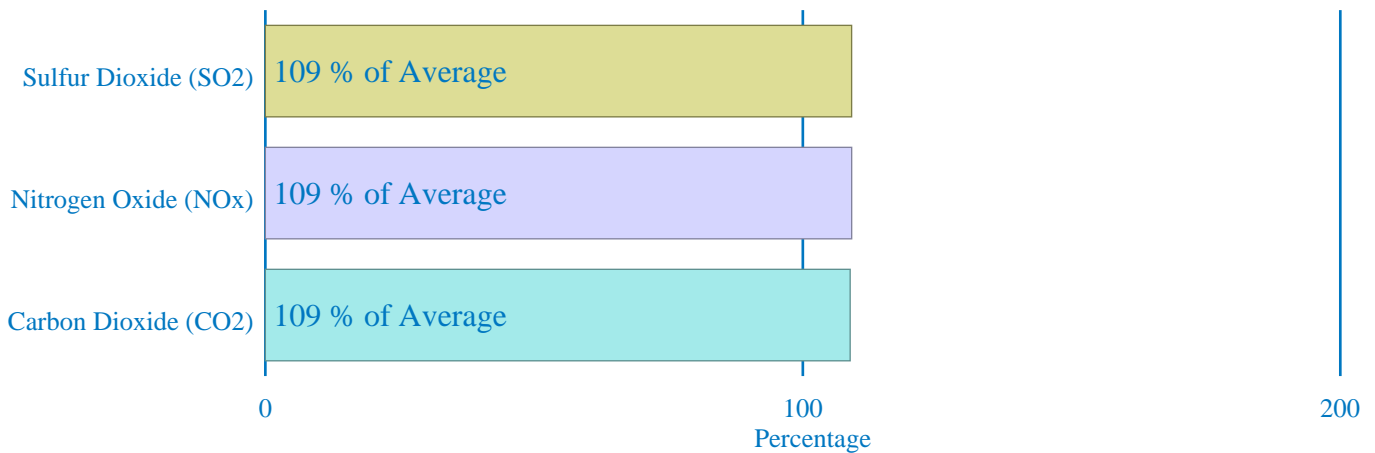 Sulfur Dioxide (SO2)
109 % of Average
Nitrogen Oxide (NOx)
109 % of Average
Carbon Dioxide (CO2)
109 % of Average
0 100 200
Percentage